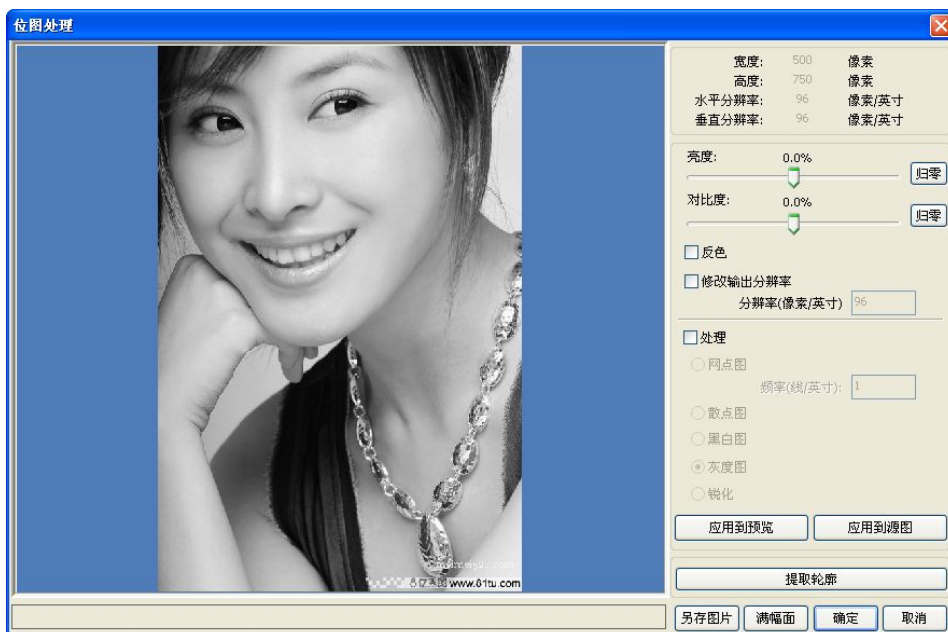 位图处理
宽度: 500 像素
高度: 750 像素
水平分辨率: 96 像素/英寸
垂直分辨率: 96 像素/英寸
亮度: 0.0%
归零
对比度: 0.0%
归零
反色
修改输出分辨率
分辨率(像素/英寸) 96
处理
网点图
频率(线/英寸): 1
散点图
黑白图
灰度图
锐化
应用到预览 应用到源图
提取轮廓
www.81tu.com
另存图片 满幅面 确定 取消